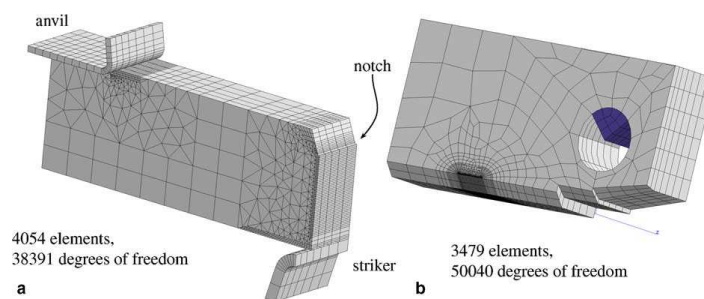 anvil
notch
4054 elements,
38391 degrees of freedom
striker
a
3479 elements,
50040 degrees of freedom
b
z